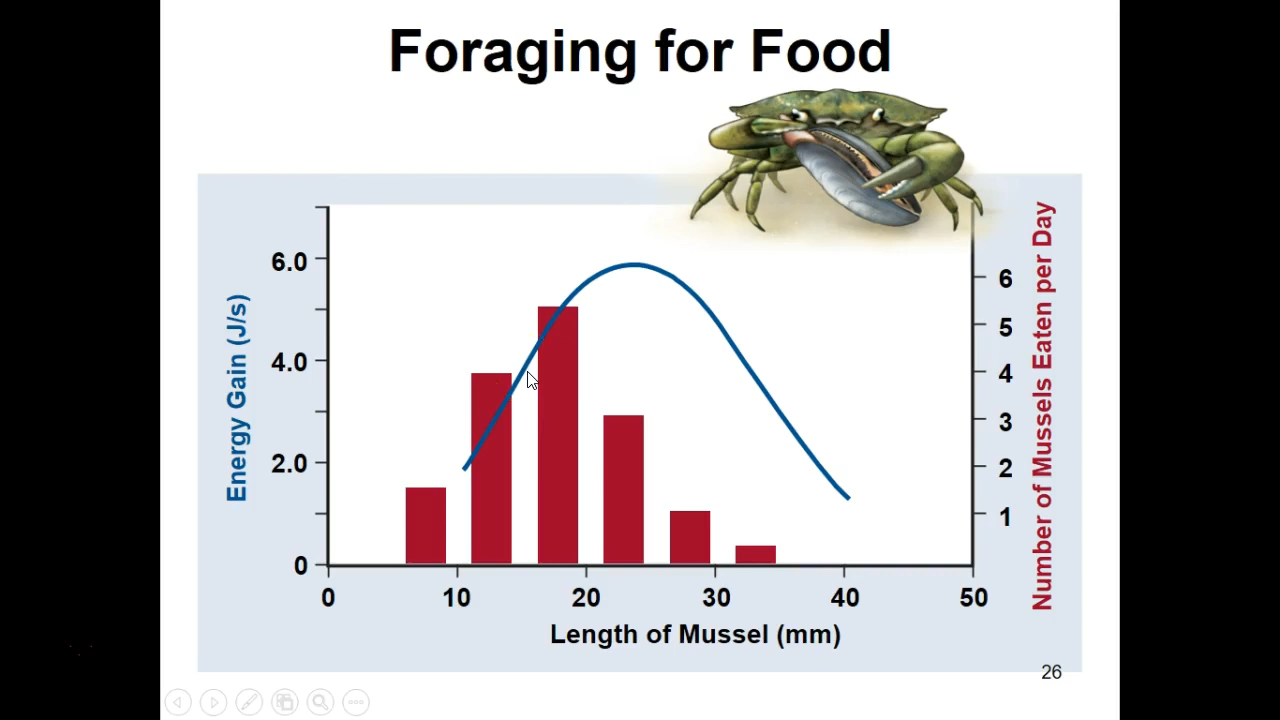 Foraging for Food
Energy Gain (J/s)
6.0
4.0
2.0
0
6
5
4
3
2
1
Number of Mussels Eaten per Day
0 10 20 30 40 50
Length of Mussel (mm)
26